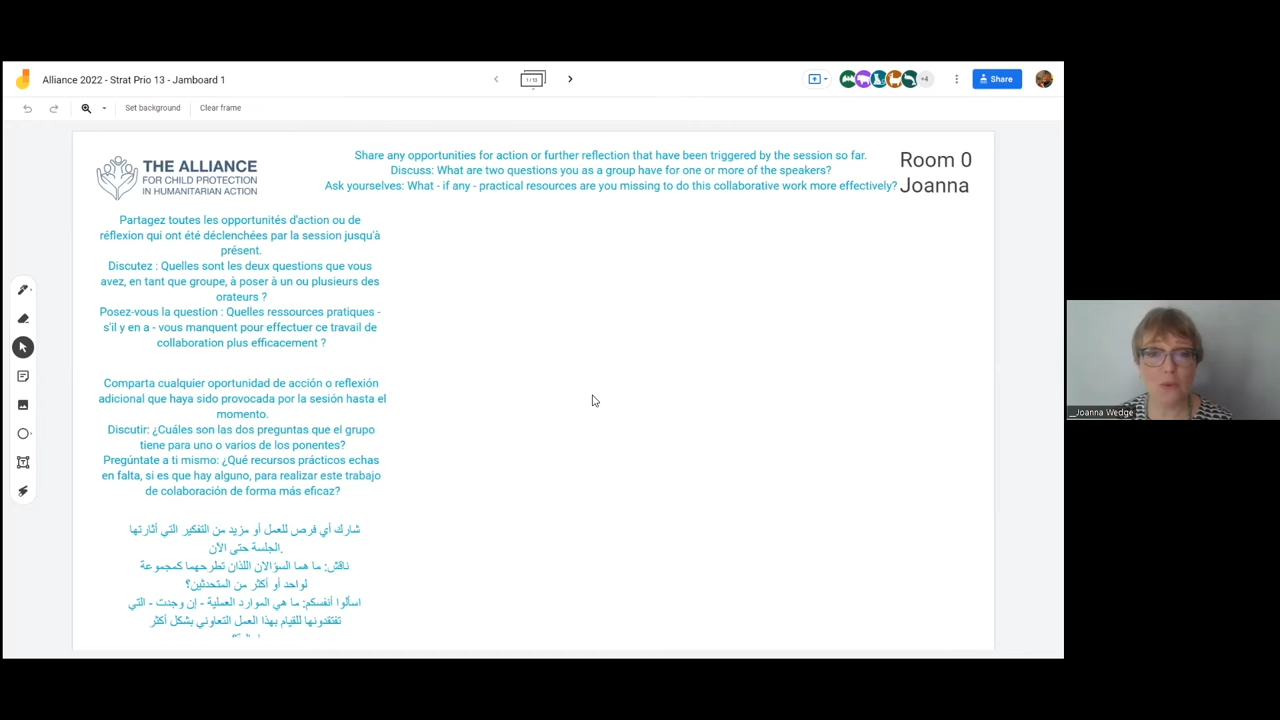 Alliance 2022 - Strat Prio 13 - Jamboard 1
1/13
+4
Share
Set background
Clear frame
THE ALLIANCE
FOR CHILD PROTECTION
IN HUMANITARIAN ACTION
Share any opportunities for action or further reflection that have been triggered by the session so far.
Discuss: What are two questions you as a group have for one or more of the speakers?
Ask yourselves: What - if any - practical resources are you missing to do this collaborative work more effectively?
Room 0
Joanna
Partagez toutes les opportunités d'action ou de
réflexion qui ont été déclenchées par la session jusqu'à
présent.
Discutez : Quelles sont les deux questions que vous
avez, en tant que groupe, à poser à un ou plusieurs des
orateurs ?
Posez-vous la question : Quelles ressources pratiques -
s'il y en a - vous manquent pour effectuer ce travail de
collaboration plus efficacement ?
Comparta cualquier oportunidad de acción o reflexión
adicional que haya sido provocada por la sesión hasta el
momento.
Discutir: ¿Cuáles son las dos preguntas que el grupo
tiene para uno o varios de los ponentes?
Pregúntate a ti mismo: ¿Qué recursos prácticos echas
en falta, si es que hay alguno, para realizar este trabajo
de colaboración de forma más eficaz?
شارك أي فرص للعمل أو مزيد من التفكير التي أثارتها
الجلسة حتى الآن.
ناقش: ما هما السؤالان اللذان تطرحهما كمجموعة
لواحد أو أكثر من المتحدثين؟
اسألوا أنفسكم: ما هي الموارد العملية - إن وجدت - التي
تفتقدونها للقيام بهذا العمل التعاوني بشكل أكثر
__Joanna Wedge